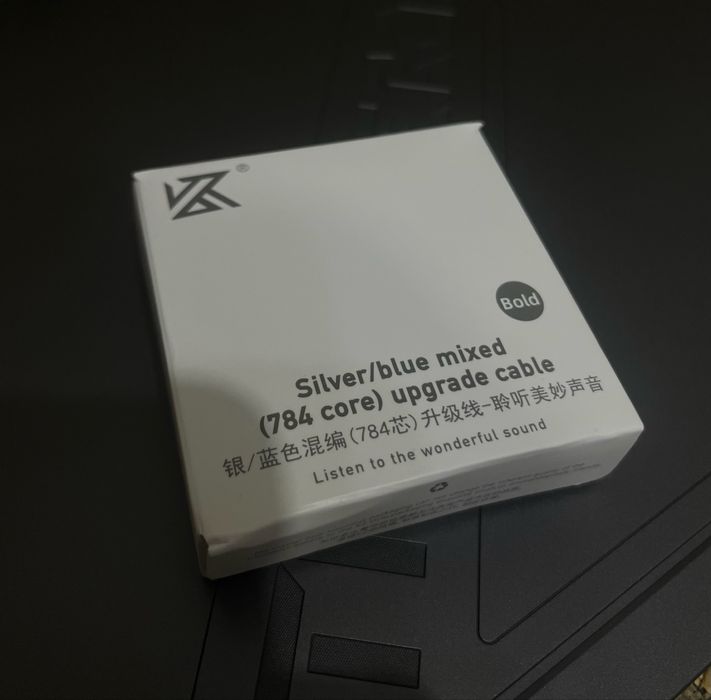 KZ®
Bold
Silver/blue mixed
(784 core) upgrade cable
银/蓝色混编(784芯)升级线-聆听美妙声音
Listen to the wonderful sound